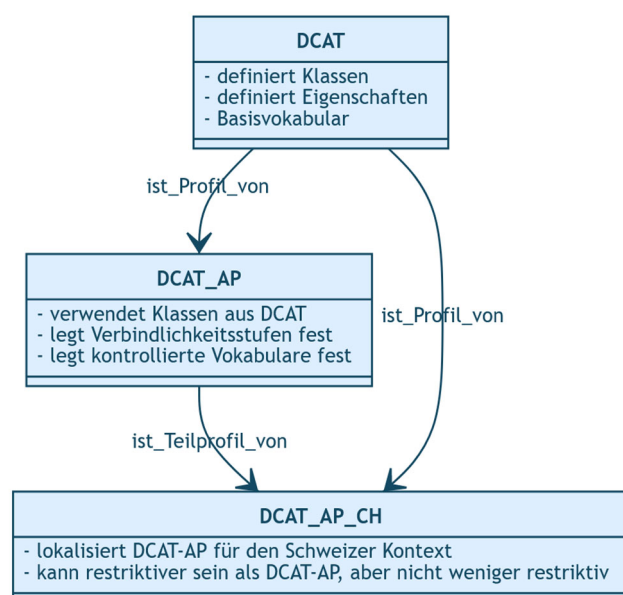 DCAT
- definiert Klassen
- definiert Eigenschaften
- Basisvokabular
ist_Profil_von
DCAT_AP
- verwendet Klassen aus DCAT
- legt Verbindlichkeitsstufen fest
- legt kontrollierte Vokabulare fest
ist_Profil_von
ist_Teilprofil_von
DCAT_AP_CH
- lokalisiert DCAT-AP für den Schweizer Kontext
- kann restriktiver sein als DCAT-AP, aber nicht weniger restriktiv